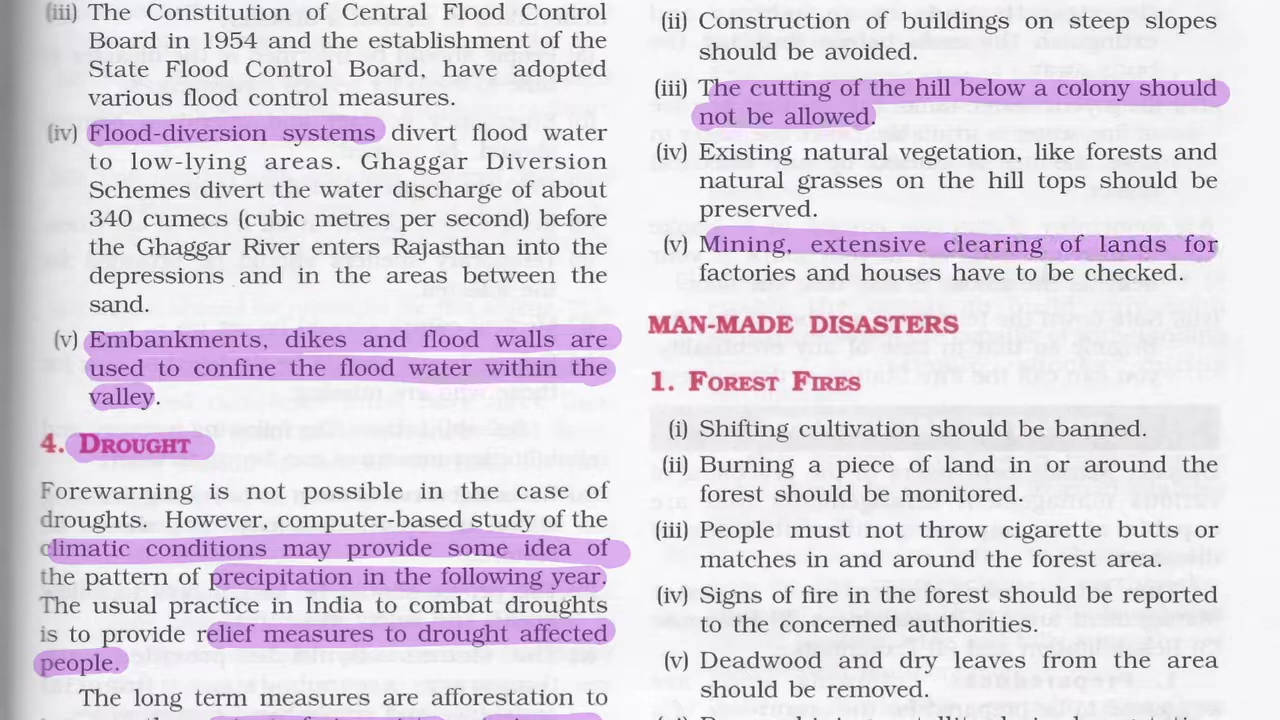 (iii) The Constitution of Central Flood Control
Board in 1954 and the establishment of the
State Flood Control Board, have adopted
various flood control measures.
(iv) Flood-diversion systems divert flood water
to low-lying areas. Ghaggar Diversion
Schemes divert the water discharge of about
340 cumecs (cubic metres per second) before
the Ghaggar River enters Rajasthan into the
depressions and in the areas between the
sand.
(v) Embankments, dikes and flood walls are
used to confine the flood water within the
valley.
4. DROUGHT
Forewarning is not possible in the case of
droughts. However, computer-based study of the
climatic conditions may provide some idea of
the pattern of precipitation in the following year.
The usual practice in India to combat droughts
is to provide relief measures to drought affected
people.
The long term measures are afforestation to
(ii) Construction of buildings on steep slopes
should be avoided.
(iii) The cutting of the hill below a colony should
not be allowed.
(iv) Existing natural vegetation, like forests and
natural grasses on the hill tops should be
preserved.
(v) Mining, extensive clearing of lands for
factories and houses have to be checked.
MAN-MADE DISASTERS
1. FOREST FIRES
(i) Shifting cultivation should be banned.
(ii) Burning a piece of land in or around the
forest should be monitored.
(iii) People must not throw cigarette butts or
matches in and around the forest area.
(iv) Signs of fire in the forest should be reported
to the concerned authorities.
(v) Deadwood and dry leaves from the area
should be removed.